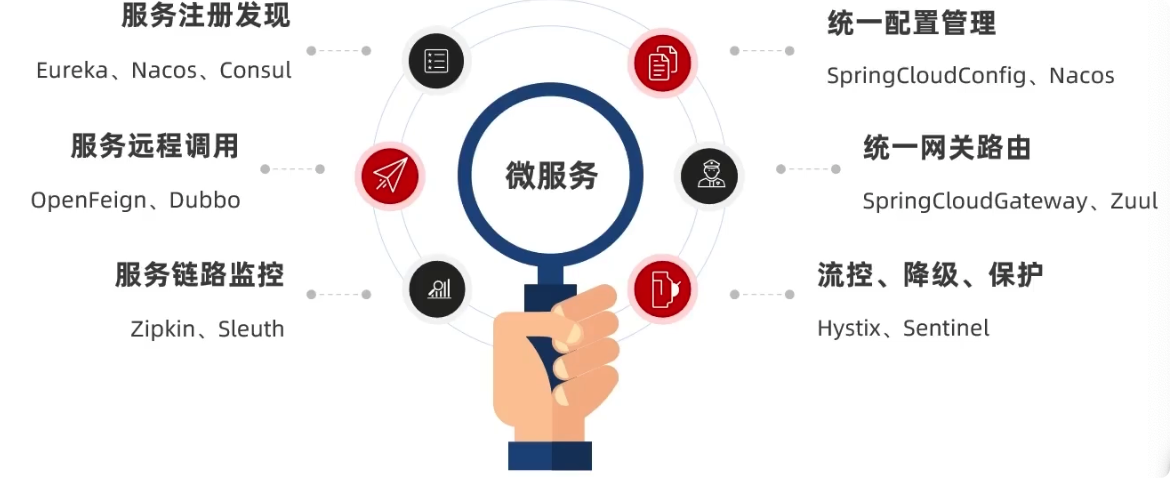 服务注册发现
Eureka、Nacos、Consul
服务远程调用
OpenFeign、Dubbo
服务链路监控
Zipkin、Sleuth
微服务
统一配置管理
SpringCloudConfig、Nacos
统一网关路由
SpringCloudGateway、Zuul
流控、降级、保护
Hystix、Sentinel